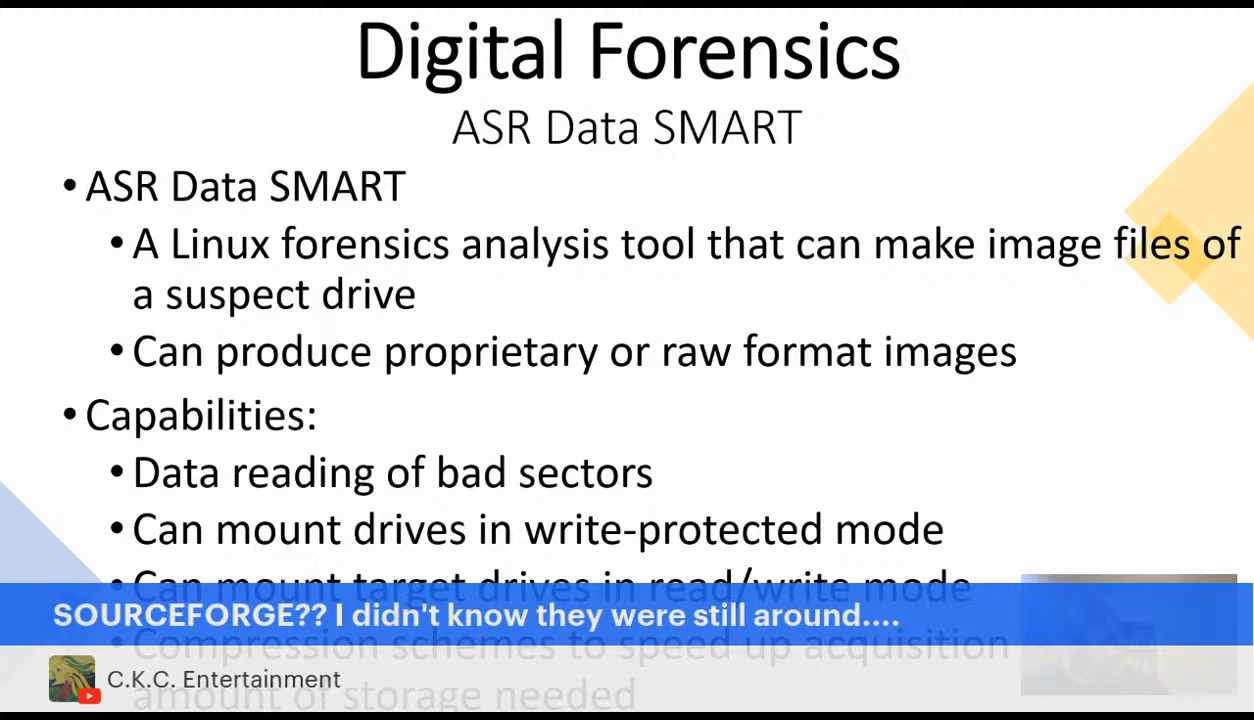 Digital Forensics
ASR Data SMART
• ASR Data SMART
• A Linux forensics analysis tool that can make image files of
a suspect drive
• Can produce proprietary or raw format images
• Capabilities:
• Data reading of bad sectors
• Can mount drives in write-protected mode
• Can mount target drives in read/write mode
SOURCEFORGE?? I didn't know they were still around....
• Compression schemes to speed up acquisition
C.K.C. Entertainment
amount of storage needed